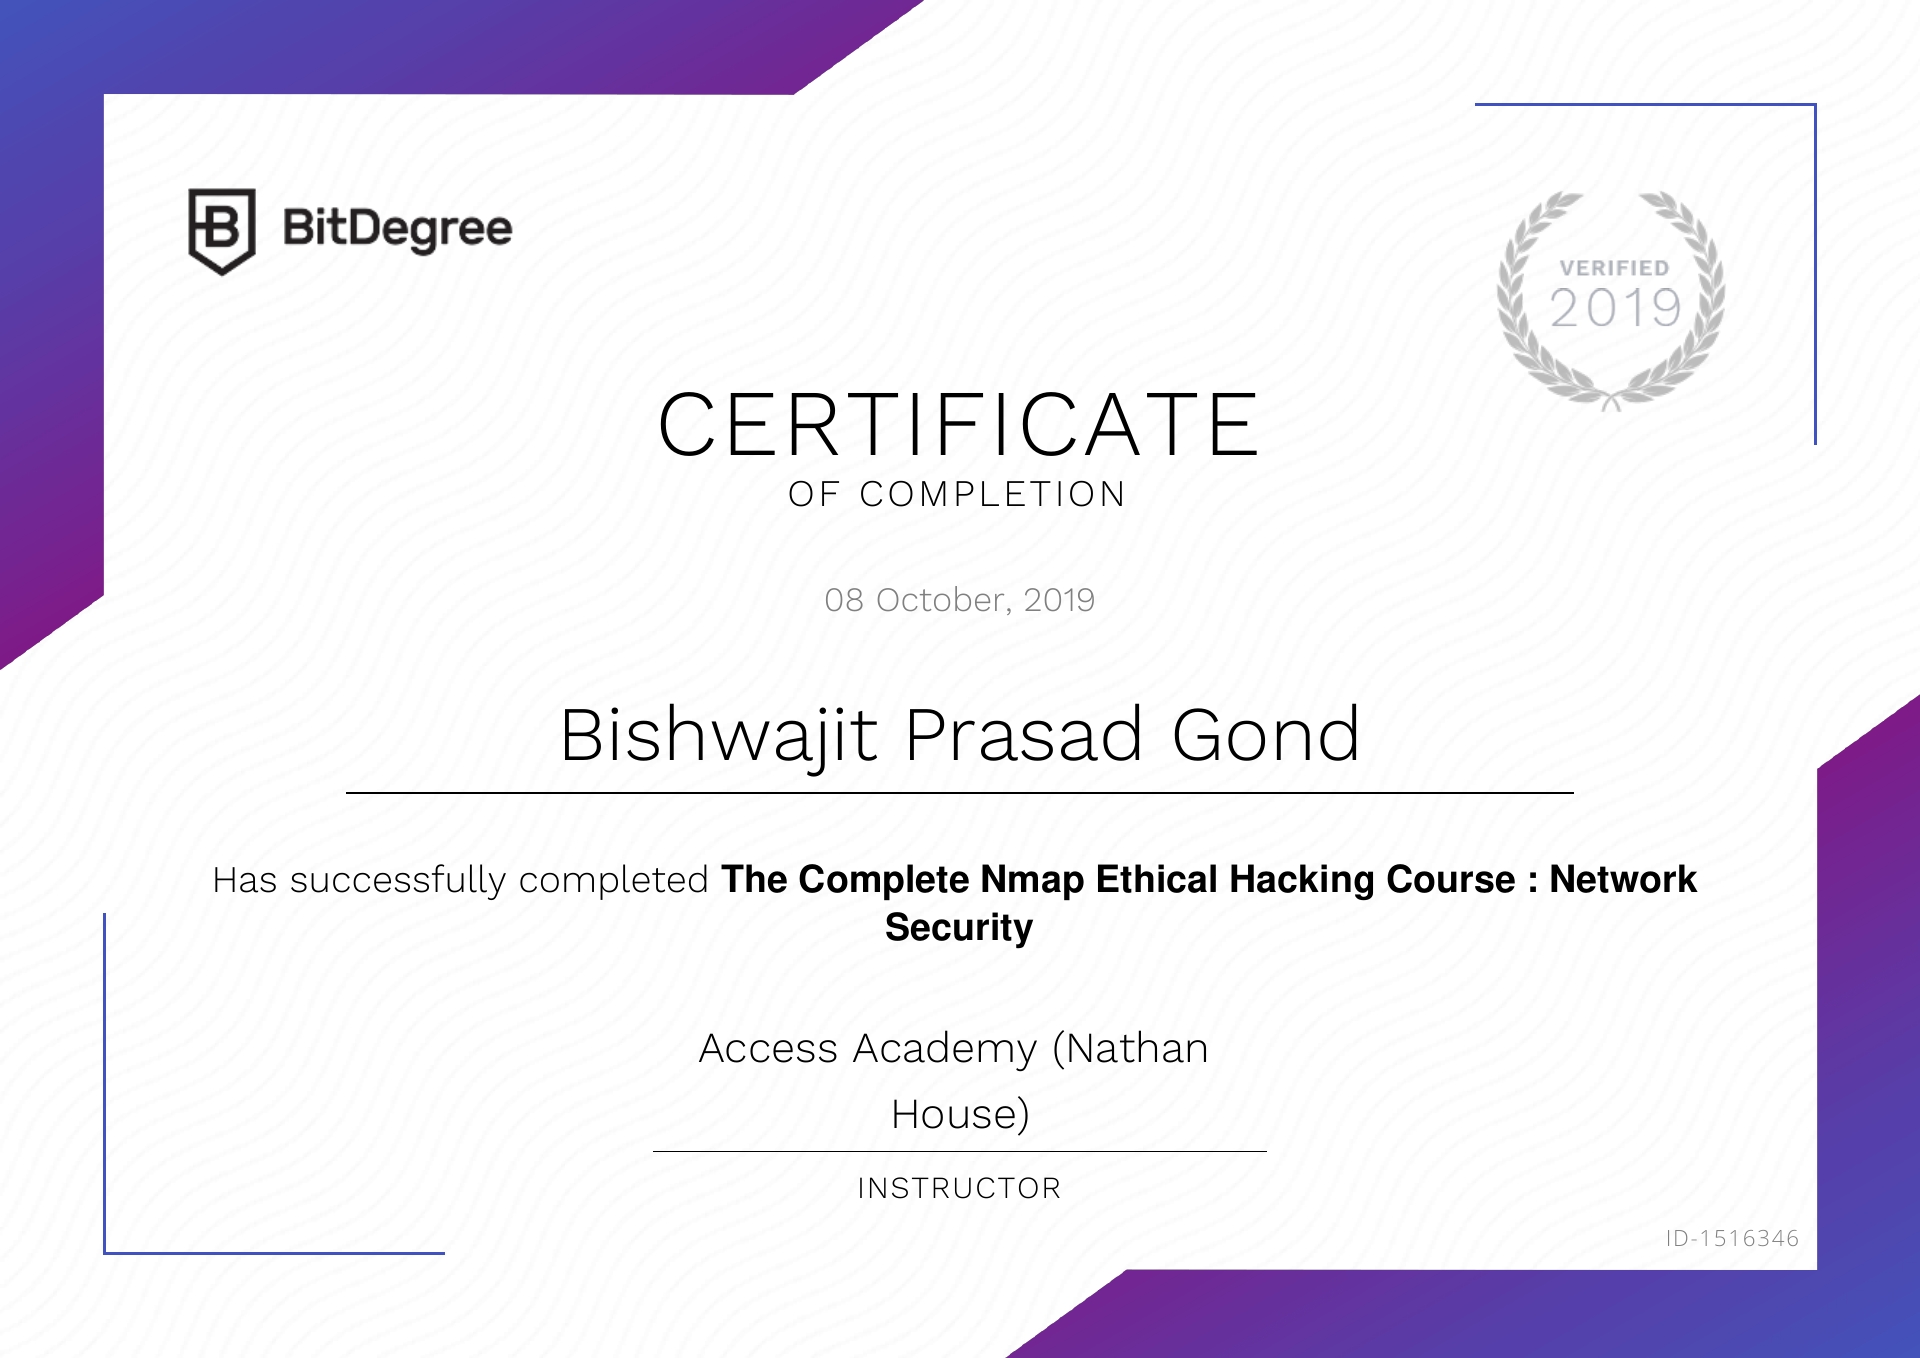 BitDegree
VERIFIED
2019
CERTIFICATE
OF COMPLETION
08 October, 2019
Bishwajit Prasad Gond
Has successfully completed The Complete Nmap Ethical Hacking Course : Network
Security
Access Academy (Nathan
House)
INSTRUCTOR
ID-1516346